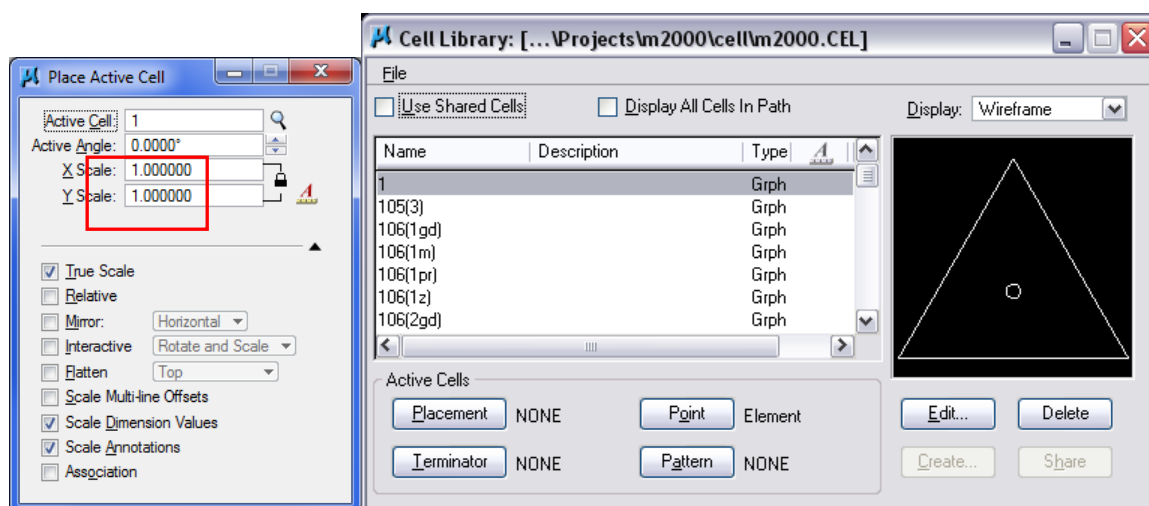 Place Active Cell
Active Cell: 1
Active Angle: 0.0000°
X Scale: 1.000000
Y Scale: 1.000000
True Scale
Relative
Mirror: Horizontal
Interactive Rotate and Scale
Flatten Top
Scale Multi-line Offsets
Scale Dimension Values
Scale Annotations
Association
Cell Library: [...\Projects\m2000\cell\m2000.CEL]
File
Use Shared Cells Display All Cells In Path Display: Wireframe
Name Description Type
1 Grph
105(3) Grph
106(1gd) Grph
106(1m) Grph
106(1pr) Grph
106(1z) Grph
106(2gd) Grph
Active Cells
Placement NONE Point Element Edit... Delete
Terminator NONE Pattern NONE Create... Share